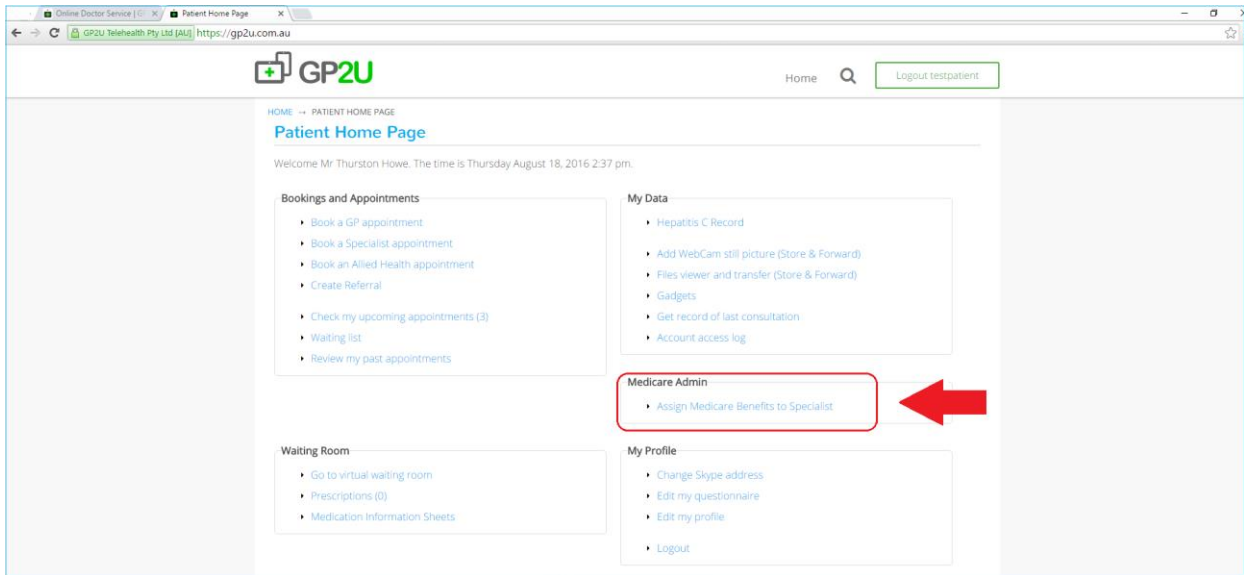 Online Doctor Service | G
Patient Home Page
GP2U Telehealth Pty Ltd [AU] https://gp2u.com.au
GP2U
Home
Logout testpatient
HOME → PATIENT HOME PAGE
Patient Home Page
Welcome Mr Thurston Howe. The time is Thursday August 18, 2016 2:37 pm.
Bookings and Appointments
Book a GP appointment
Book a Specialist appointment
Book an Allied Health appointment
Create Referral
Check my upcoming appointments (3)
Waiting list
Review my past appointments
My Data
Hepatitis C Record
Add WebCam still picture (Store & Forward)
Files viewer and transfer (Store & Forward)
Gadgets
Get record of last consultation
Account access log
Medicare Admin
Assign Medicare Benefits to Specialist
Waiting Room
Go to virtual waiting room
Prescriptions (0)
Medication Information Sheets
My Profile
Change Skype address
Edit my questionnaire
Edit my profile
Logout